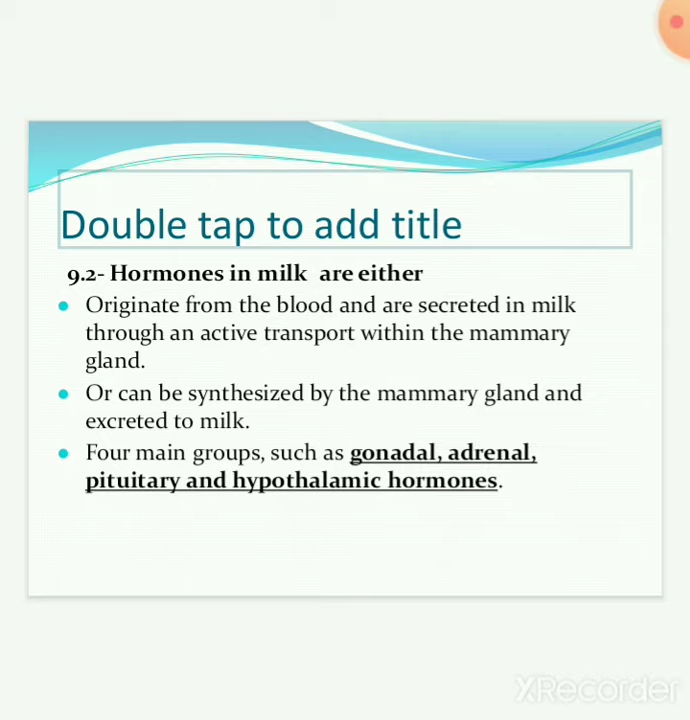 Double tap to add title
9.2- Hormones in milk are either
Originate from the blood and are secreted in milk
through an active transport within the mammary
gland.
Or can be synthesized by the mammary gland and
excreted to milk.
Four main groups, such as gonadal, adrenal,
pituitary and hypothalamic hormones.
XRecorder